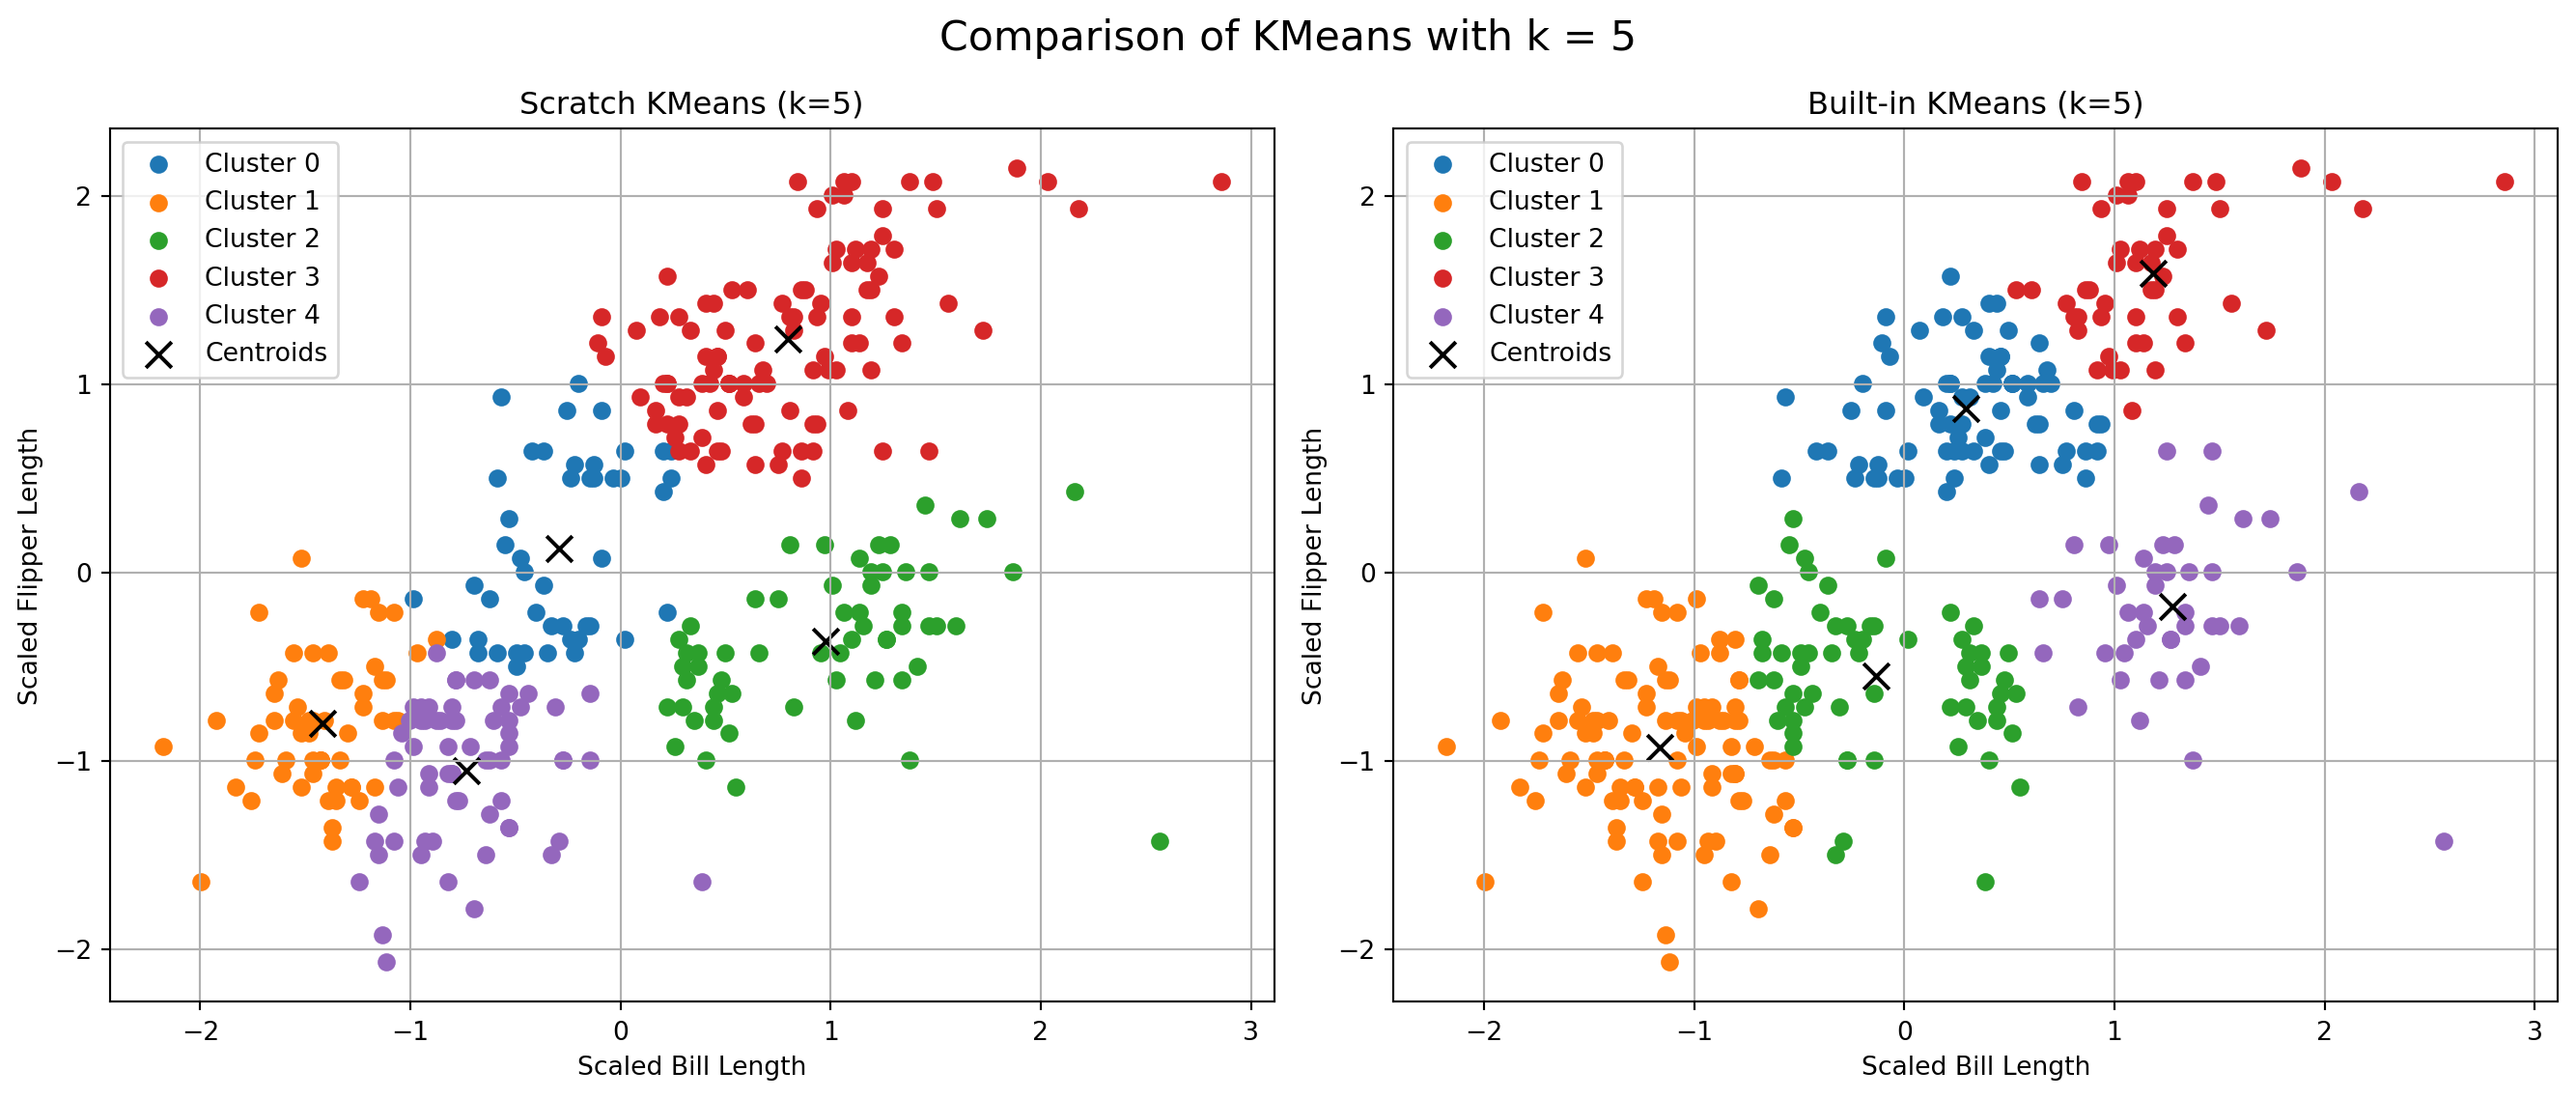 Comparison of KMeans with k = 5
Scratch KMeans (k=5)
Cluster 0
Cluster 1
Cluster 2
Cluster 3
Cluster 4
Centroids
2
1
0
−1
−2
Scaled Flipper Length
−2
−1
0
1
2
3
Scaled Bill Length
Built-in KMeans (k=5)
Cluster 0
Cluster 1
Cluster 2
Cluster 3
Cluster 4
Centroids
2
1
0
−1
−2
Scaled Flipper Length
−2
−1
0
1
2
3
Scaled Bill Length